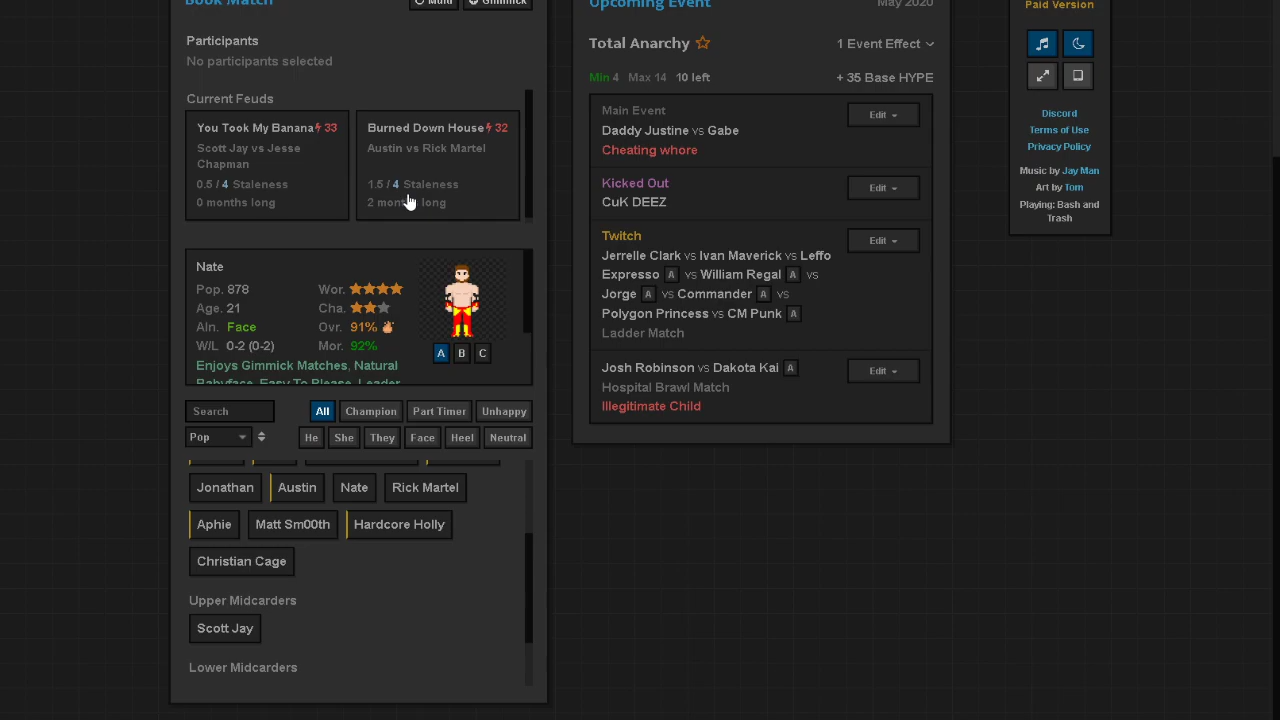 Book Match
Multi
Gimmick
Participants
No participants selected
Current Feuds
You Took My Banana 33
Scott Jay vs Jesse
Chapman
0.5 / 4 Staleness
0 months long
Burned Down House 32
Austin vs Rick Martel
1.5 / 4 Staleness
2 months long
Nate
Pop. 878
Age. 21
Aln. Face
W/L 0-2 (0-2)
Wor.
Cha.
Ovr. 91%
Mor. 92%
A B C
Enjoys Gimmick Matches, Natural
Babyface, Easy To Please, Leader
Search
All Champion Part Timer Unhappy
Pop
He She They Face Heel Neutral
Jonathan Austin Nate Rick Martel
Aphie Matt Sm00th Hardcore Holly
Christian Cage
Upper Midcarders
Scott Jay
Lower Midcarders
Upcoming Event
May 2020
Total Anarchy
1 Event Effect
Min 4 Max 14 10 left
+ 35 Base HYPE
Main Event
Daddy Justine vs Gabe
Cheating whore
Edit
Kicked Out
CuK DEEZ
Edit
Twitch
Jerrelle Clark vs Ivan Maverick vs Leffo
Expresso A vs William Regal A vs
Jorge A vs Commander A vs
Polygon Princess vs CM Punk A
Ladder Match
Edit
Josh Robinson vs Dakota Kai A
Hospital Brawl Match
Illegitimate Child
Edit
Paid Version
Discord
Terms of Use
Privacy Policy
Music by Jay Man
Art by Tom
Playing: Bash and
Trash